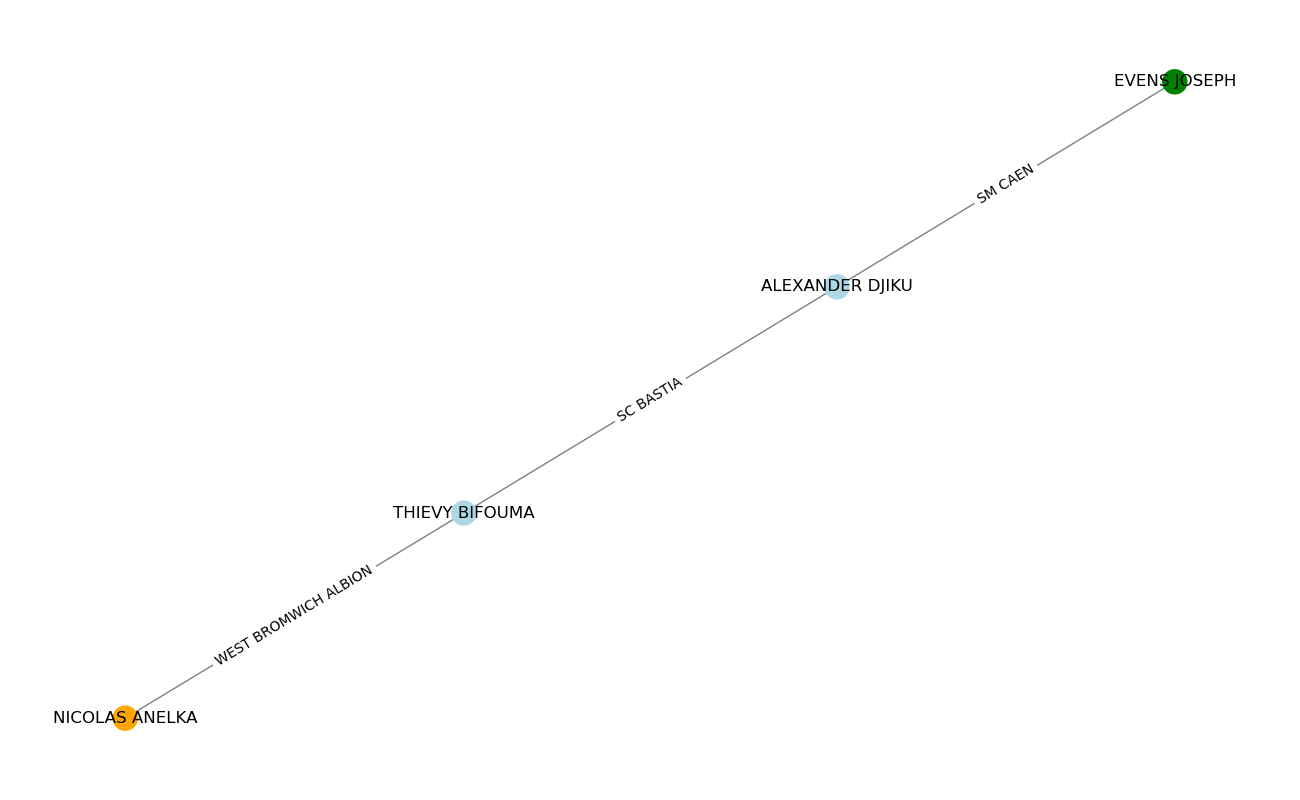 EVENS JOSEPH
SM CAEN
ALEXANDER DJIKU
SC BASTIA
THIEVY BIFOUMA
WEST BROMWICH ALBION
NICOLAS ANELKA